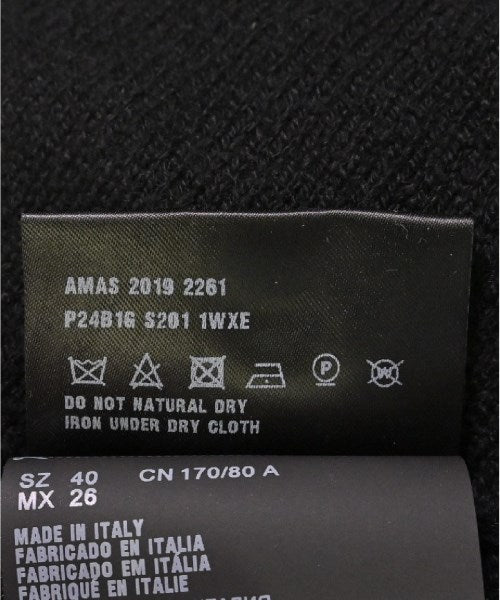 AMAS 2019 2261
P24B1G S201 1WXE
P W
DO NOT NATURAL DRY
IRON UNDER DRY CLOTH
SZ 40 CN 170/80 A
MX 26
MADE IN ITALY
FABRICADO EN ITALIA
FABRICADO EM ITÁLIA
FABRIQUÉ EN ITALIE